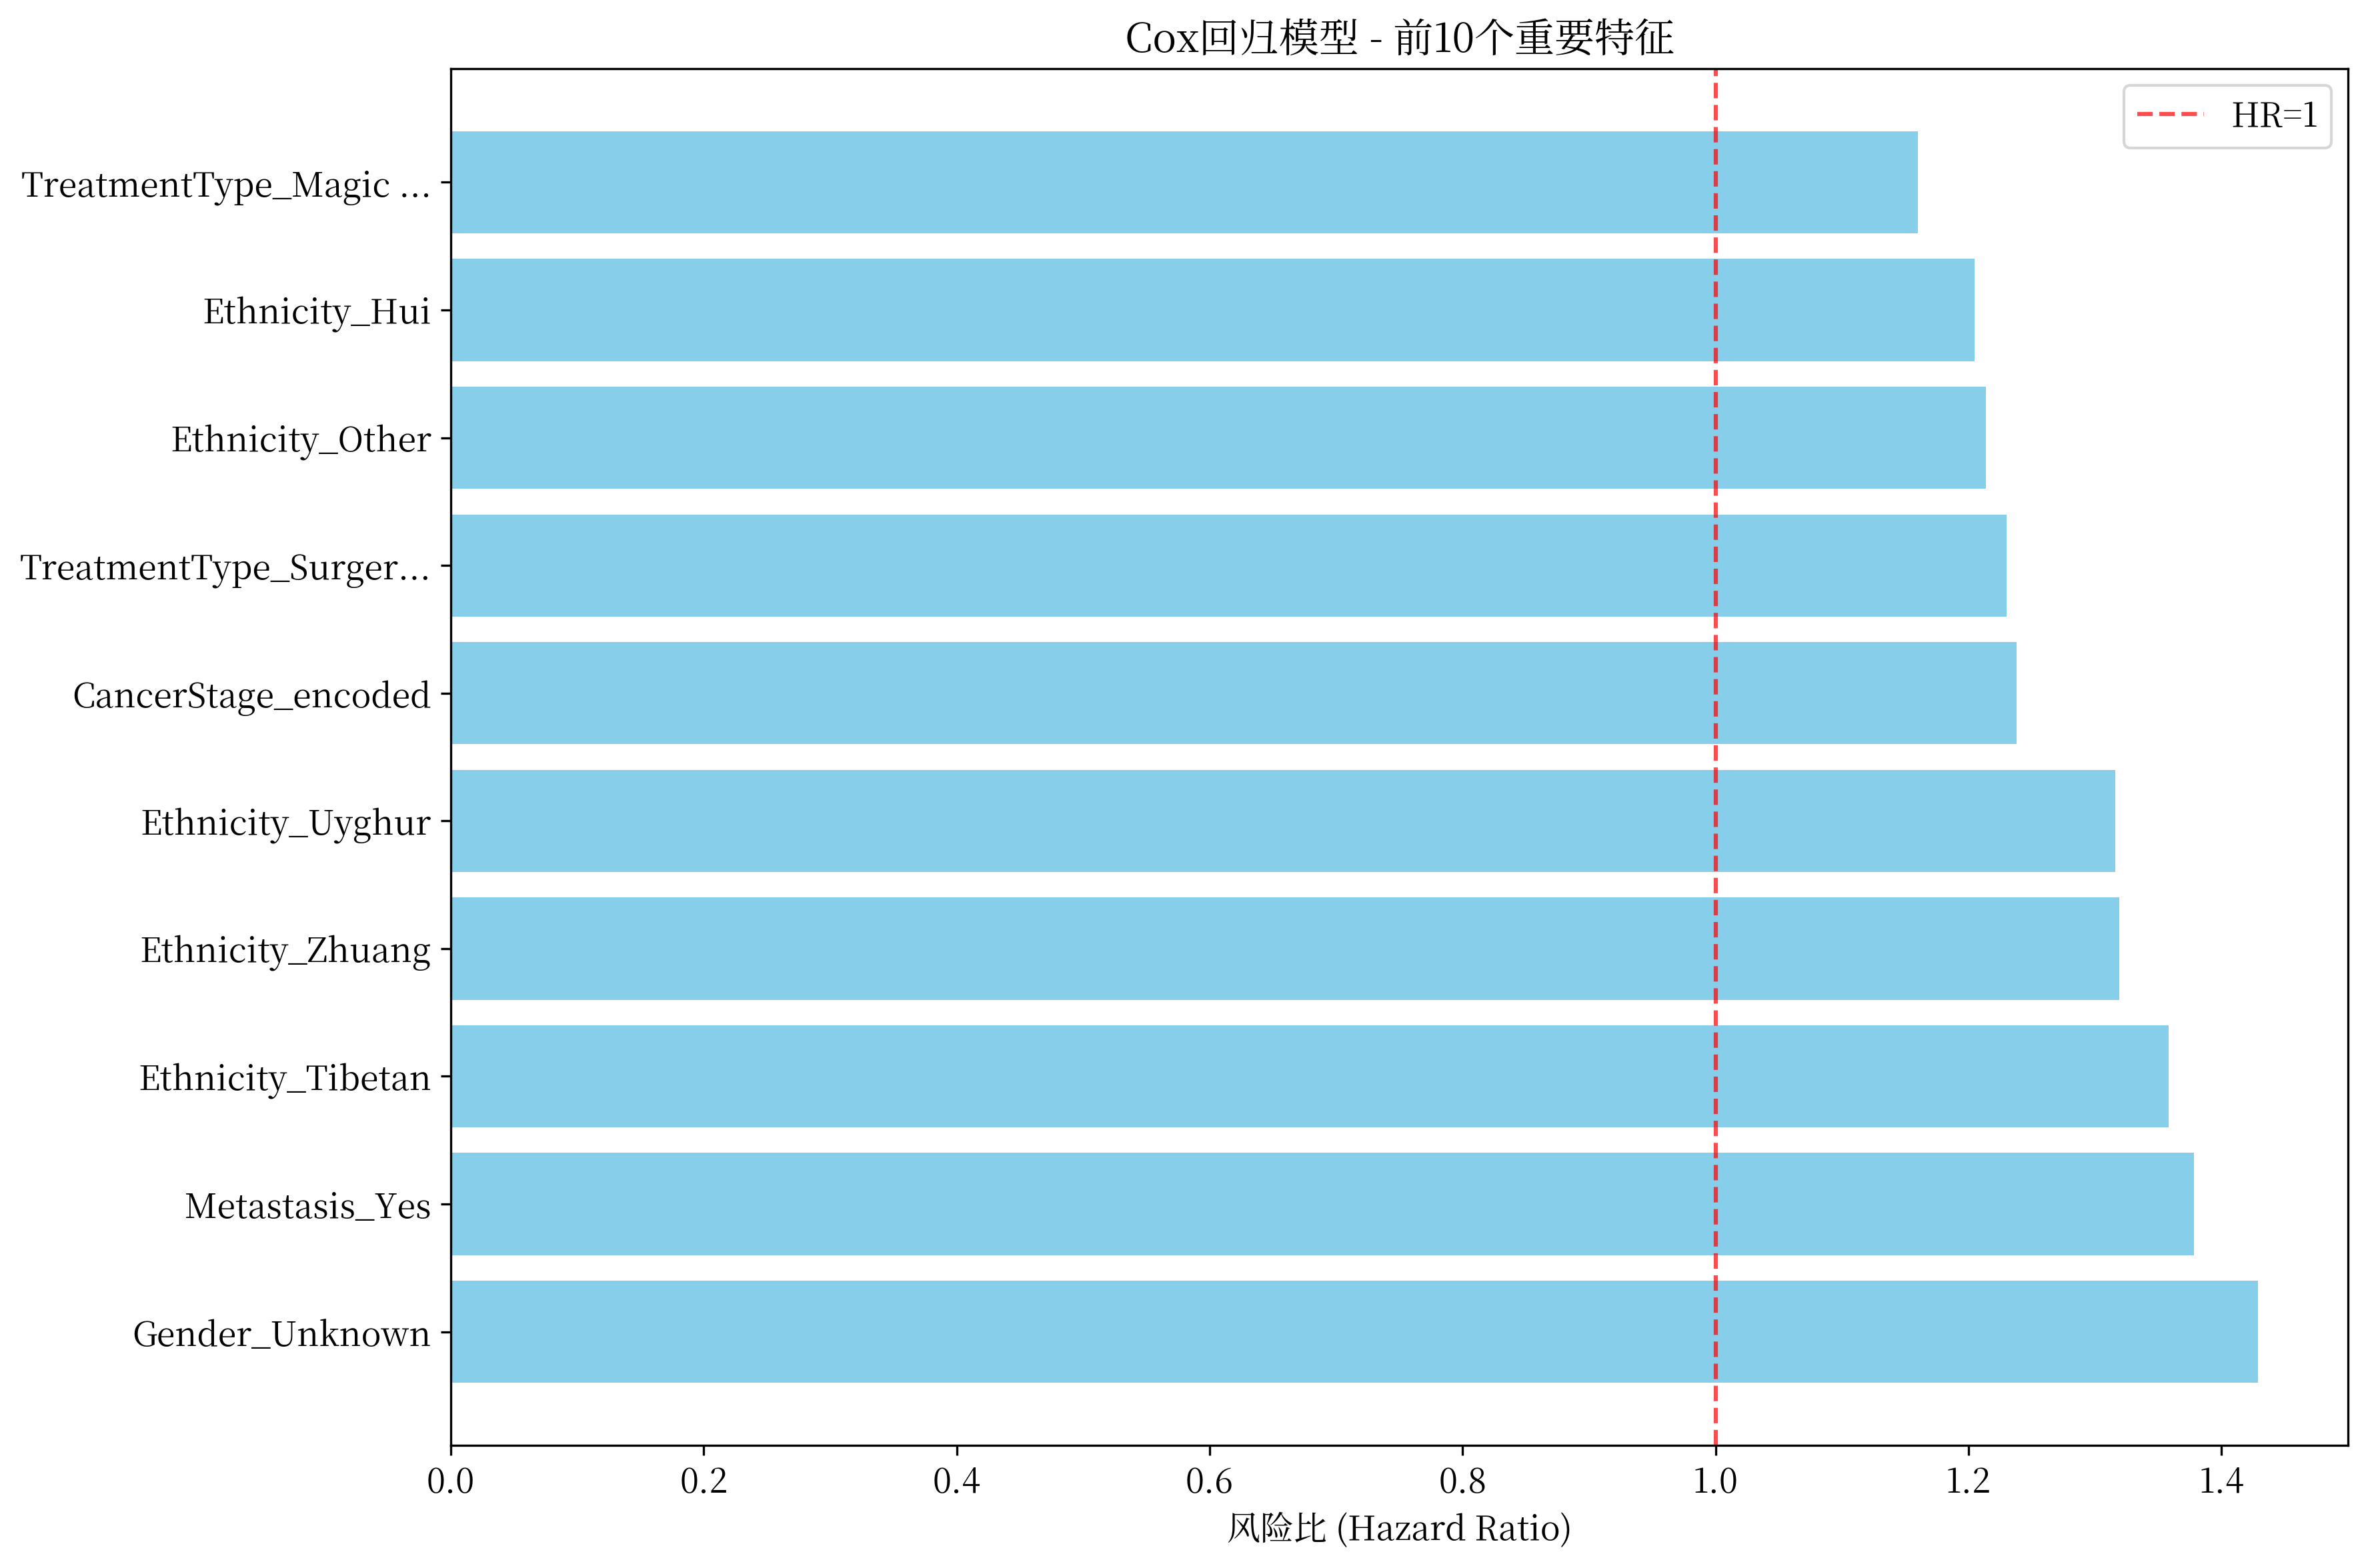 Cox回归模型 - 前10个重要特征
HR=1
TreatmentType_Magic ...
Ethnicity_Hui
Ethnicity_Other
TreatmentType_Surger...
CancerStage_encoded
Ethnicity_Uyghur
Ethnicity_Zhuang
Ethnicity_Tibetan
Metastasis_Yes
Gender_Unknown
0.0 0.2 0.4 0.6 0.8 1.0 1.2 1.4
风险比 (Hazard Ratio)